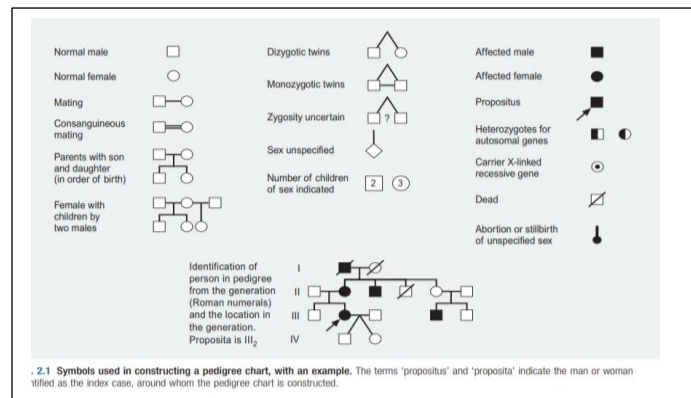 Normal male
Normal female
Mating
Consanguineous
mating
Parents with son
and daughter
(in order of birth)
Female with
children by
two males
Dizygotic twins
Monozygotic twins
Zygosity uncertain
?
Sex unspecified
Number of children
of sex indicated
2 3
Affected male
Affected female
Propositus
Heterozygotes for
autosomal genes
Carrier X-linked
recessive gene
Dead
Abortion or stillbirth
of unspecified sex
Identification of
person in pedigree
from the generation
(Roman numerals)
and the location in
the generation.
Proposita is III2
I
II
III
IV
. 2.1 Symbols used in constructing a pedigree chart, with an example. The terms 'propositus' and 'proposita' indicate the man or woman
ntified as the index case, around whom the pedigree chart is constructed.